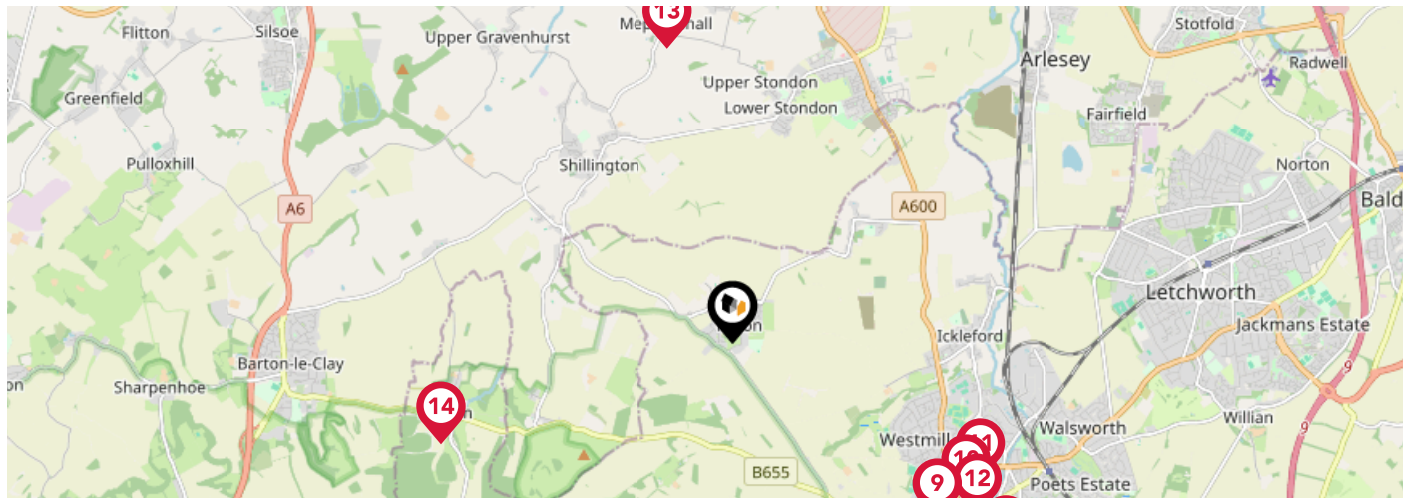 13
Flitton
Silsoe
Upper Gravenhurst
Stotfold
Arlesey
Radwell
Greenfield
Upper Stondon
Lower Stondon
Fairfield
Pulloxhill
Shillington
Norton
A6
A600
Bald
Letchworth
Jackmans Estate
Ickleford
Barton-le-Clay
Sharpenhoe
9
14
Willian
Walsworth
Westmill
9
B655
9
12
Poets Estate